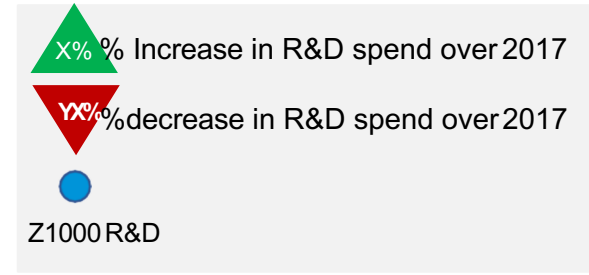 X% % Increase in R&D spend over 2017
YX% %decrease in R&D spend over 2017
Z1000 R&D